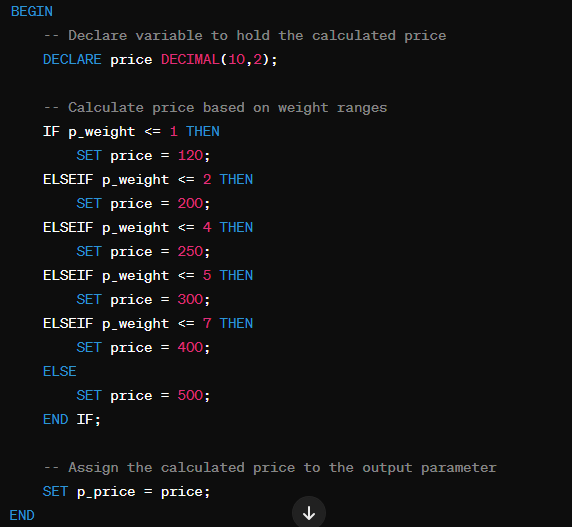 BEGIN
-- Declare variable to hold the calculated price
DECLARE price DECIMAL(10,2);
-- Calculate price based on weight ranges
IF p_weight <= 1 THEN
SET price = 120;
ELSEIF p_weight <= 2 THEN
SET price = 200;
ELSEIF p_weight <= 4 THEN
SET price = 250;
ELSEIF p_weight <= 5 THEN
SET price = 300;
ELSEIF p_weight <= 7 THEN
SET price = 400;
ELSE
SET price = 500;
END IF;
-- Assign the calculated price to the output parameter
SET p_price = price;
END